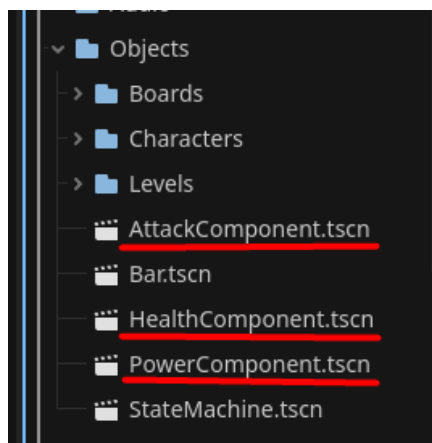 Objects
Boards
Characters
Levels
AttackComponent.tscn
Bar.tscn
HealthComponent.tscn
PowerComponent.tscn
StateMachine.tscn